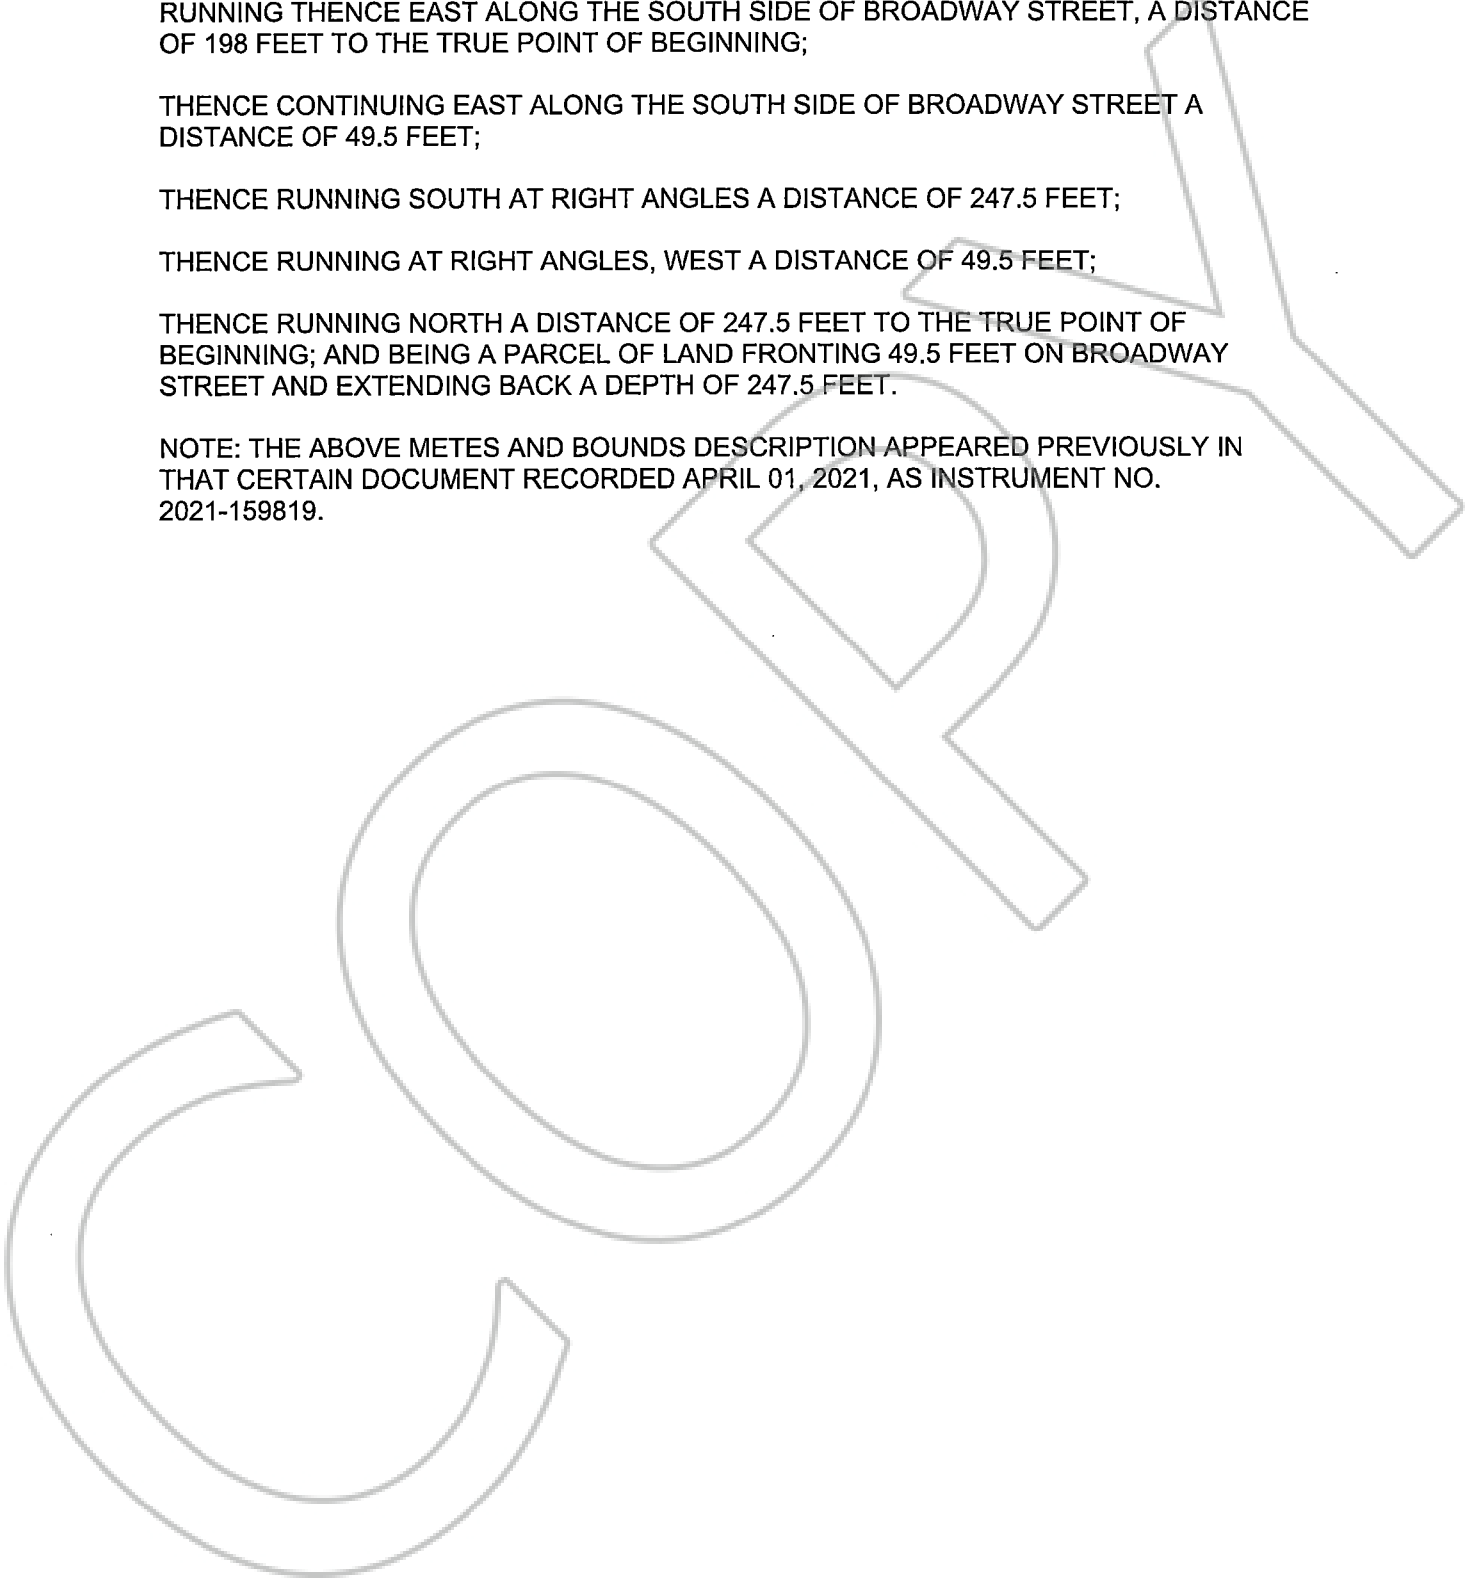 RUNNING THENCE EAST ALONG THE SOUTH SIDE OF BROADWAY STREET, A DISTANCE
OF 198 FEET TO THE TRUE POINT OF BEGINNING;
THENCE CONTINUING EAST ALONG THE SOUTH SIDE OF BROADWAY STREET A
DISTANCE OF 49.5 FEET;
THENCE RUNNING SOUTH AT RIGHT ANGLES A DISTANCE OF 247.5 FEET;
THENCE RUNNING AT RIGHT ANGLES, WEST A DISTANCE OF 49.5 FEET;
THENCE RUNNING NORTH A DISTANCE OF 247.5 FEET TO THE TRUE POINT OF
BEGINNING; AND BEING A PARCEL OF LAND FRONTING 49.5 FEET ON BROADWAY
STREET AND EXTENDING BACK A DEPTH OF 247.5 FEET.
NOTE: THE ABOVE METES AND BOUNDS DESCRIPTION APPEARED PREVIOUSLY IN
THAT CERTAIN DOCUMENT RECORDED APRIL 01, 2021, AS INSTRUMENT NO.
2021-159819.
COPY